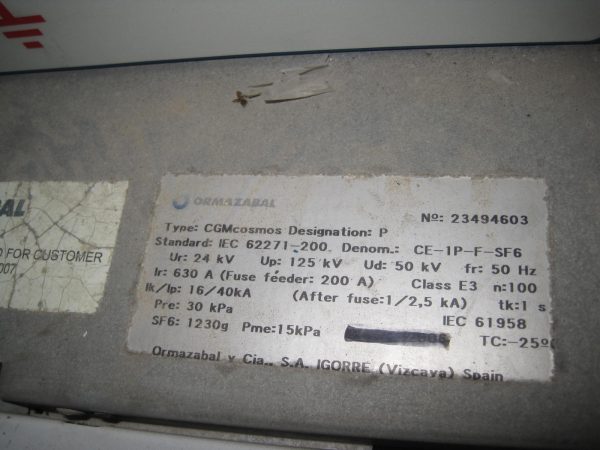 BAL
FOR CUSTOMER
007
ORMAZABAL
Nº: 23494603
Type: CGMcosmos Designation: P
Standard: IEC 62271-200 Denom.: CE-1P-F-SF6
Ur: 24 kV Up: 125 kV Ud: 50 kV fr: 50 Hz
Ir: 630 A (Fuse feeder: 200 A) Class E3 n:100
Ik/Ip: 16/40kA (After fuse:1/2,5 kA) tk:1 s
Pre: 30 kPa IEC 61958
SF6: 1230g Pme:15kPa TC:-25º
Ormazabal y Cia., S.A. IGORRE (Vizcaya) Spain